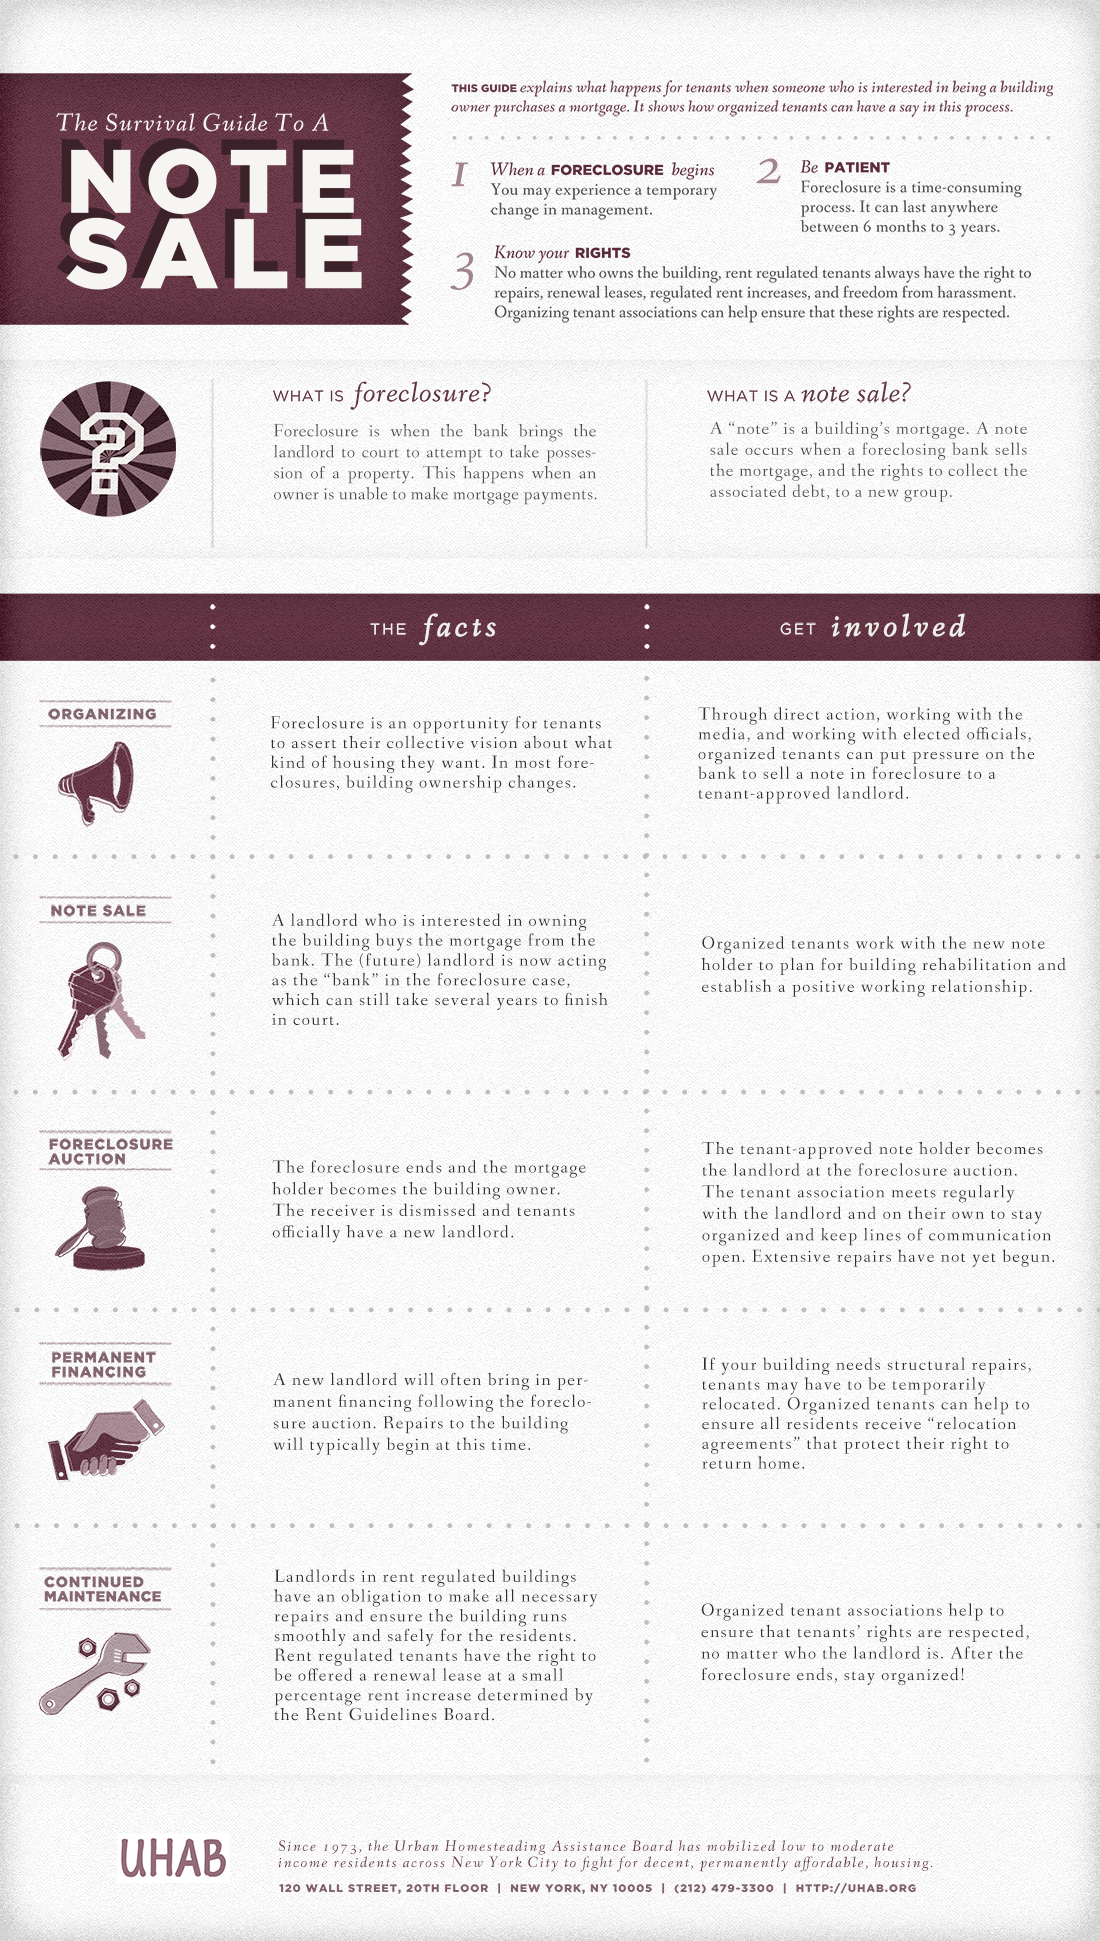 The Survival Guide To A
NOTE
SALE
THIS GUIDE explains what happens for tenants when someone who is interested in being a building
owner purchases a mortgage. It shows how organized tenants can have a say in this process.
1 When a FORECLOSURE begins
You may experience a temporary
change in management.
2 Be PATIENT
Foreclosure is a time-consuming
process. It can last anywhere
between 6 months to 3 years.
3 Know your RIGHTS
No matter who owns the building, rent regulated tenants always have the right to
repairs, renewal leases, regulated rent increases, and freedom from harassment.
Organizing tenant associations can help ensure that these rights are respected.
?
WHAT IS foreclosure?
Foreclosure is when the bank brings the
landlord to court to attempt to take posses-
sion of a property. This happens when an
owner is unable to make mortgage payments.
WHAT IS A note sale?
A “note” is a building’s mortgage. A note
sale occurs when a foreclosing bank sells
the mortgage, and the rights to collect the
associated debt, to a new group.
THE facts
GET involved
ORGANIZING
Foreclosure is an opportunity for tenants
to assert their collective vision about what
kind of housing they want. In most fore-
closures, building ownership changes.
Through direct action, working with the
media, and working with elected officials,
organized tenants can put pressure on the
bank to sell a note in foreclosure to a
tenant-approved landlord.
NOTE SALE
A landlord who is interested in owning
the building buys the mortgage from the
bank. The (future) landlord is now acting
as the “bank” in the foreclosure case,
which can still take several years to finish
in court.
Organized tenants work with the new note
holder to plan for building rehabilitation and
establish a positive working relationship.
FORECLOSURE
AUCTION
The foreclosure ends and the mortgage
holder becomes the building owner.
The receiver is dismissed and tenants
officially have a new landlord.
The tenant-approved note holder becomes
the landlord at the foreclosure auction.
The tenant association meets regularly
with the landlord and on their own to stay
organized and keep lines of communication
open. Extensive repairs have not yet begun.
PERMANENT
FINANCING
A new landlord will often bring in per-
manent financing following the foreclo-
sure auction. Repairs to the building
will typically begin at this time.
If your building needs structural repairs,
tenants may have to be temporarily
relocated. Organized tenants can help to
ensure all residents receive “relocation
agreements” that protect their right to
return home.
CONTINUED
MAINTENANCE
Landlords in rent regulated buildings
have an obligation to make all necessary
repairs and ensure the building runs
smoothly and safely for the residents.
Rent regulated tenants have the right to
be offered a renewal lease at a small
percentage rent increase determined by
the Rent Guidelines Board.
Organized tenant associations help to
ensure that tenants’ rights are respected,
no matter who the landlord is. After the
foreclosure ends, stay organized!
UHAB
Since 1973, the Urban Homesteading Assistance Board has mobilized low to moderate
income residents across New York City to fight for decent, permanently affordable, housing.
120 WALL STREET, 20TH FLOOR | NEW YORK, NY 10005 | (212) 479-3300 | HTTP://UHAB.ORG